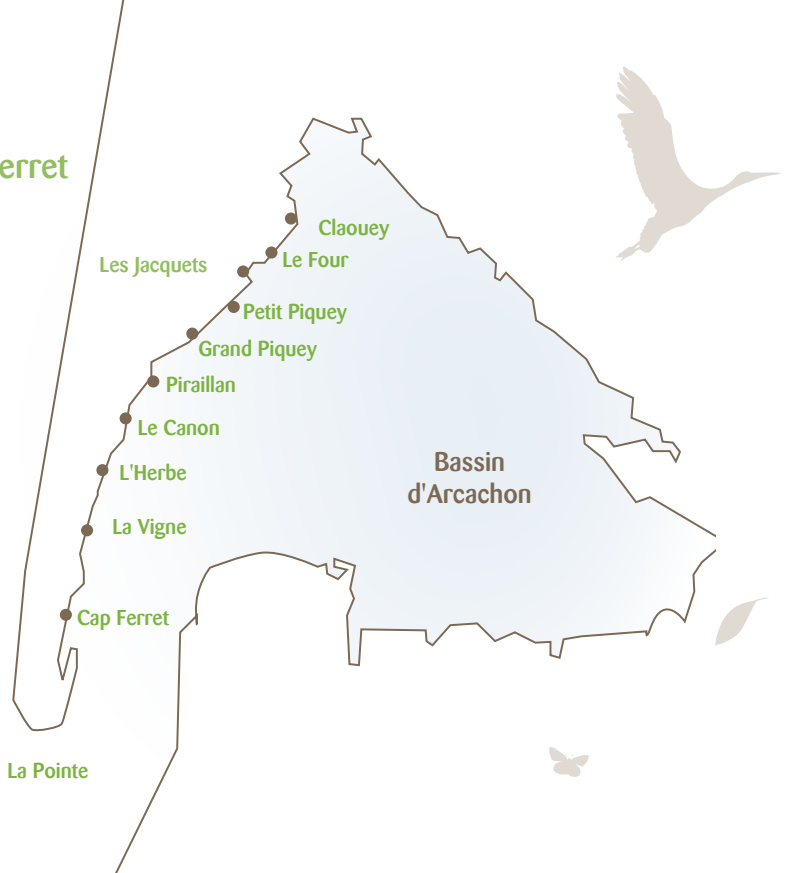 erret
Claouey
Le Four
Les Jacquets
Petit Piquey
Grand Piquey
Piraillan
Le Canon
Bassin
d'Arcachon
L'Herbe
La Vigne
Cap Ferret
La Pointe